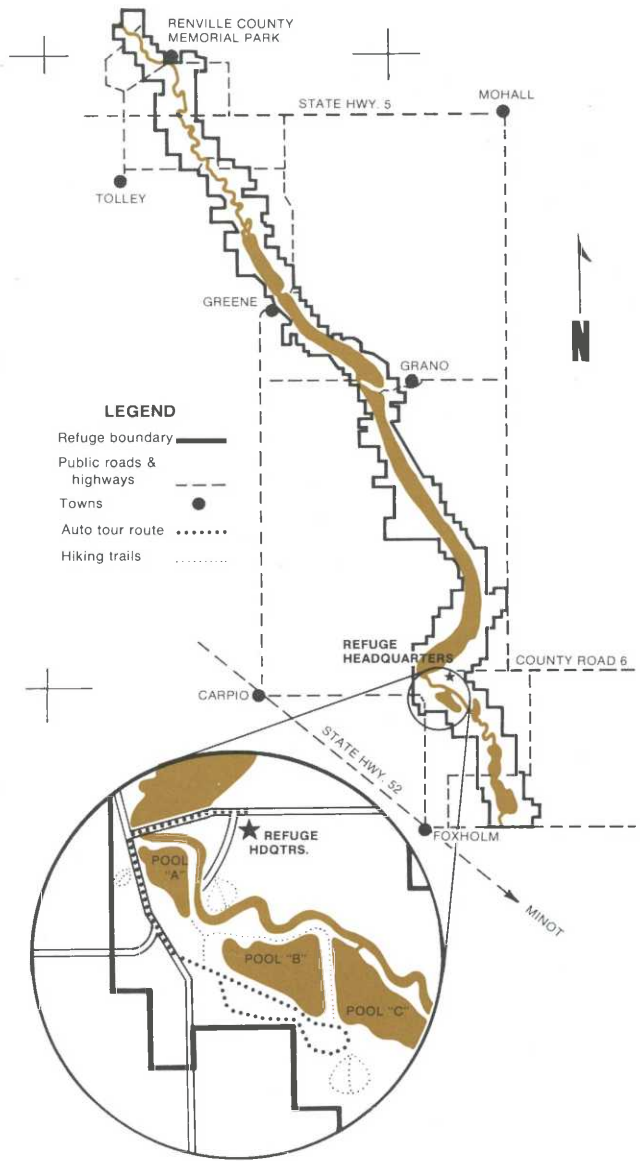 RENVILLE COUNTY
MEMORIAL PARK
STATE HWY. 5
MOHALL
TOLLEY
GREENE
N
GRANO
LEGEND
Refuge boundary
Public roads &
highways
Towns
Auto tour route
Hiking trails
REFUGE
HEADQUARTERS
COUNTY ROAD 6
CARPIO
STATE HWY. 52
FOXHOLM
MINOT
REFUGE
HDQTRS.
POOL
"A"
POOL "B"
POOL "C"